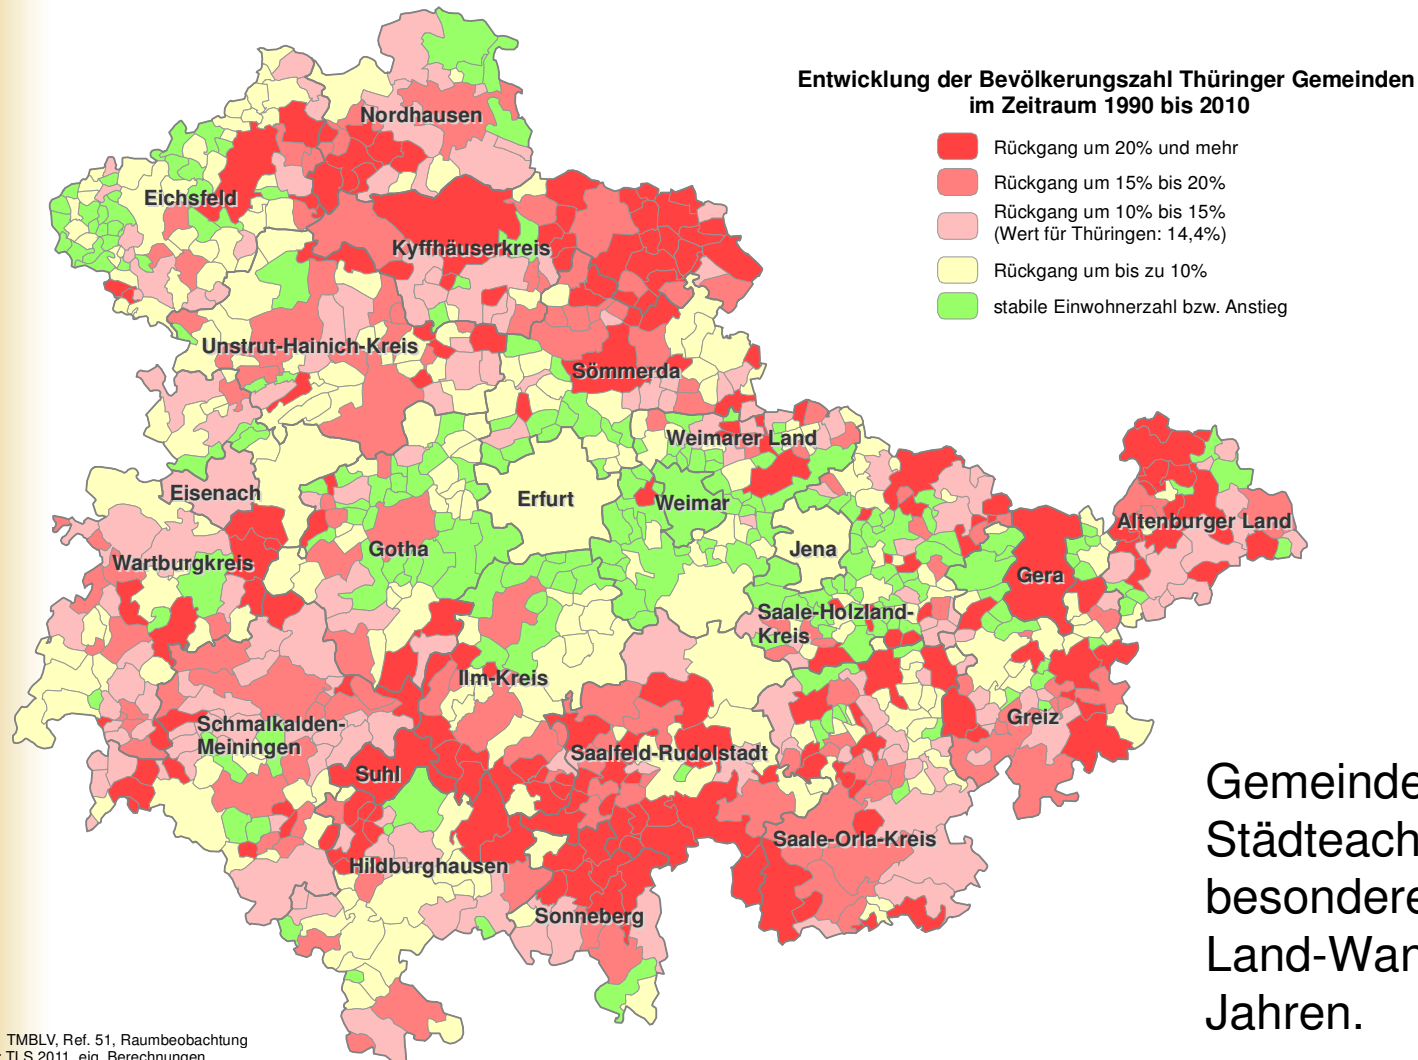 Entwicklung der Bevölkerungszahl Thüringer Gemeinden
im Zeitraum 1990 bis 2010
Rückgang um 20% und mehr
Rückgang um 15% bis 20%
Rückgang um 10% bis 15%
(Wert für Thüringen: 14,4%)
Rückgang um bis zu 10%
stabile Einwohnerzahl bzw. Anstieg
Nordhausen
Eichsfeld
Kyffhäuserkreis
Unstrut-Hainich-Kreis
Sömmerda
Weimarer Land
Eisenach
Erfurt
Weimar
Altenburger Land
Gotha
Jena
Wartburgkreis
Gera
Saale-Holzland-
Kreis
Ilm-Kreis
Schmalkalden-
Meiningen
Greiz
Saalfeld-Rudolstadt
Suhl
Saale-Orla-Kreis
Hildburghausen
Sonneberg
Gemeinde
Städteach
besondere
Land-Wan
Jahren.
TMBLV, Ref. 51, Raumbeobachtung
: TLS 2011, eig. Berechnungen